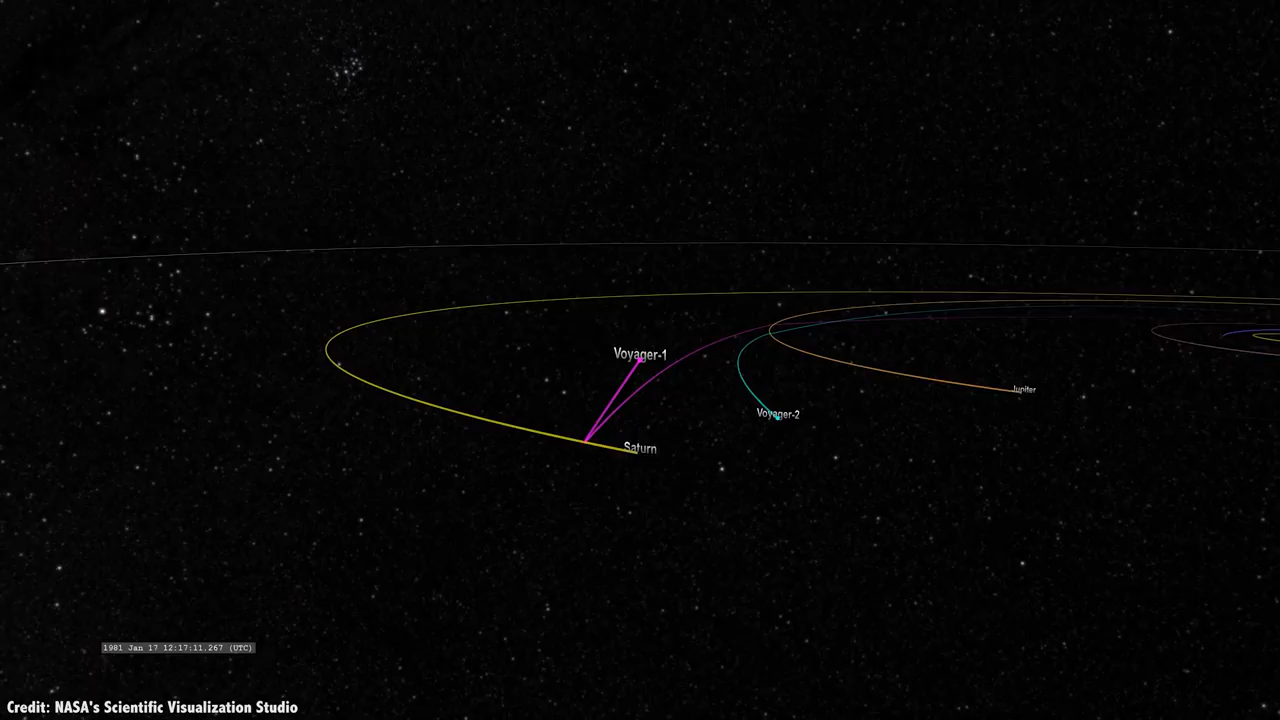 Voyager-1
Jupiter
Voyager-2
Saturn
1981 Jan 17 12:17:11.267 (UTC)
Credit: NASA's Scientific Visualization Studio